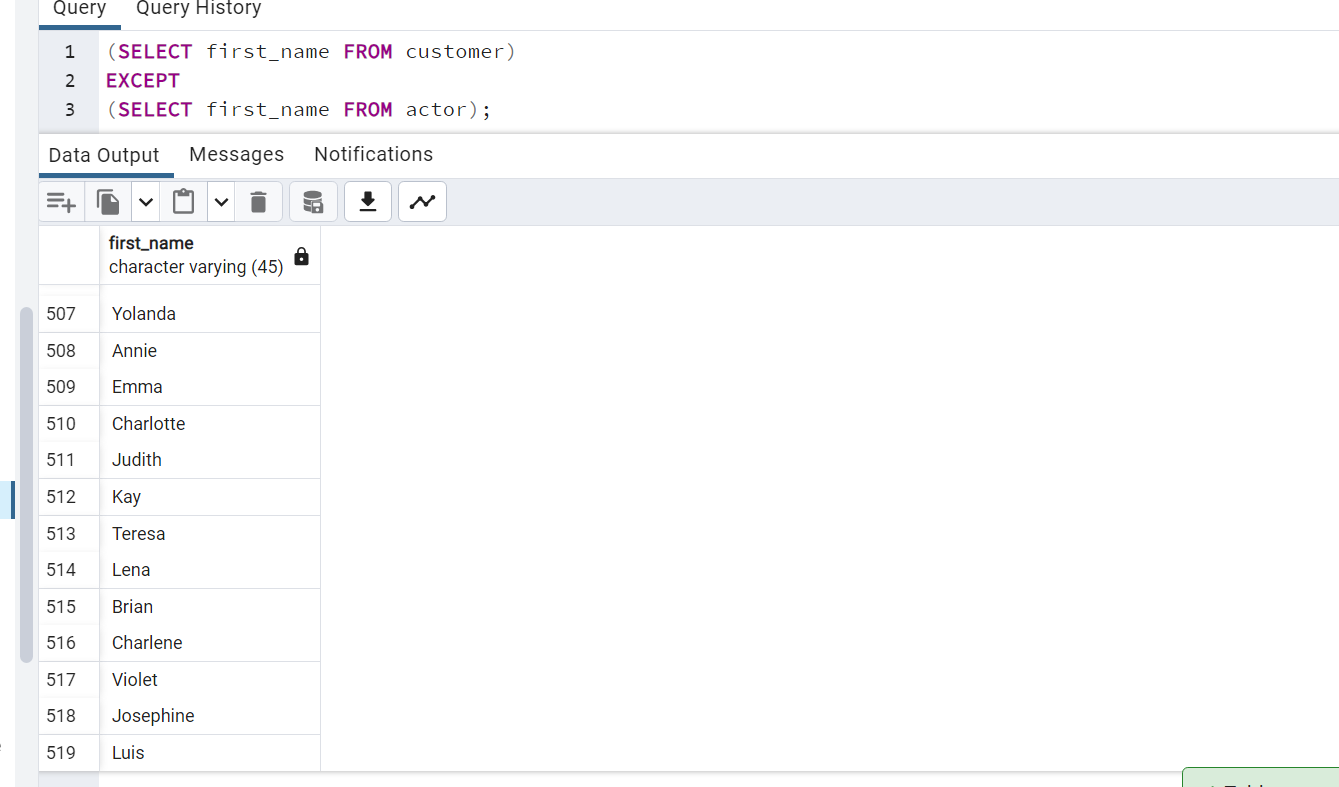 Query Query History
1 (SELECT first_name FROM customer)
2 EXCEPT
3 (SELECT first_name FROM actor);
Data Output Messages Notifications
first_name
character varying (45)
507 Yolanda
508 Annie
509 Emma
510 Charlotte
511 Judith
512 Kay
513 Teresa
514 Lena
515 Brian
516 Charlene
517 Violet
518 Josephine
519 Luis